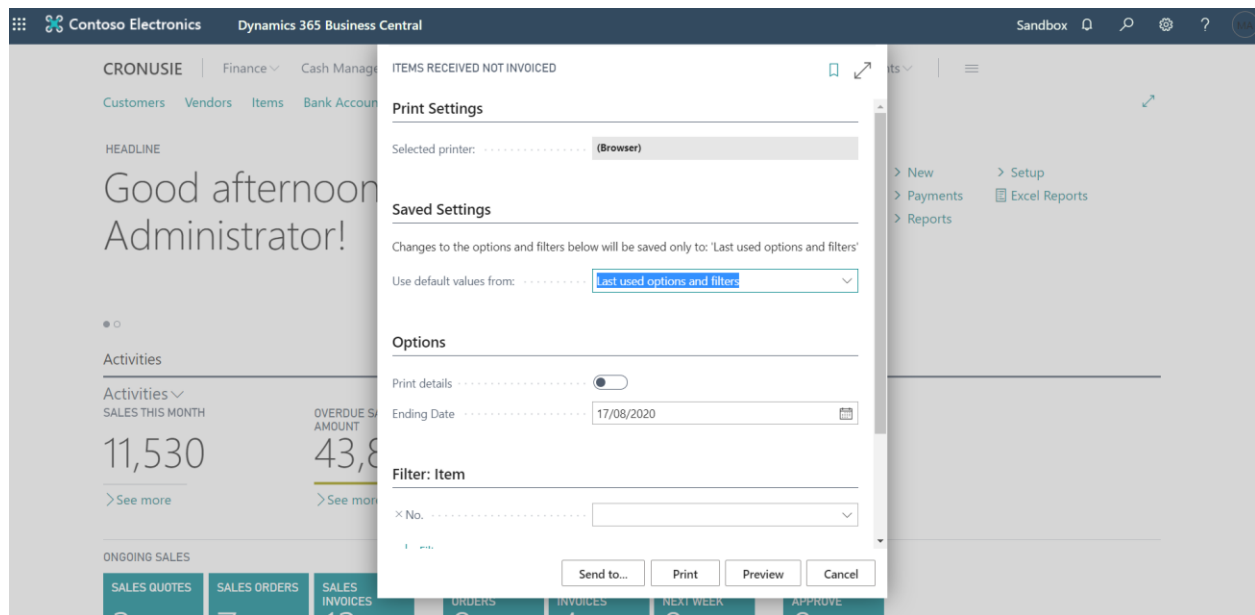 Contoso Electronics Dynamics 365 Business Central Sandbox ?
CRONUSIE Finance Cash Manage
Customers Vendors Items Bank Accoun
HEADLINE
Good afternoon
Administrator!
Activities
Activities
SALES THIS MONTH
11,530
>See more
OVERDUE SA
AMOUNT
43,8
>See more
ONGOING SALES
SALES QUOTES
SALES ORDERS
SALES
INVOICES
ORDERS
INVOICES
NEXT WEEK
APPROVE
> New
> Payments
> Reports
> Setup
Excel Reports
ITEMS RECEIVED NOT INVOICED
Print Settings
Selected printer: (Browser)
Saved Settings
Changes to the options and filters below will be saved only to: 'Last used options and filters'
Use default values from: Last used options and filters
Options
Print details
Ending Date 17/08/2020
Filter: Item
× No.
Send to... Print Preview Cancel